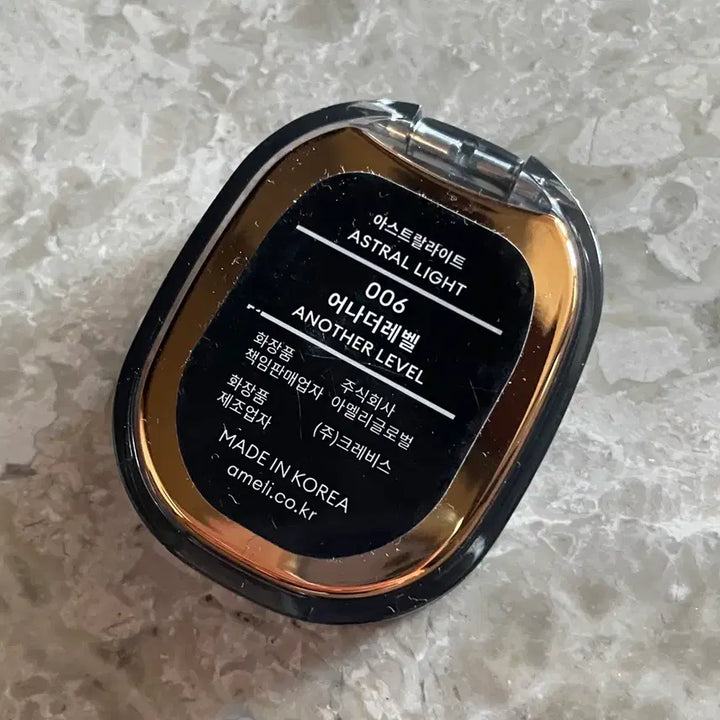 아스트랄라이트
ASTRAL LIGHT
006
어나더레벨
ANOTHER LEVEL
화장품
책임판매업자 주식회사
아멜리글로벌
화장품
제조업자 (주)크레비스
MADE IN KOREA
ameli.co.kr